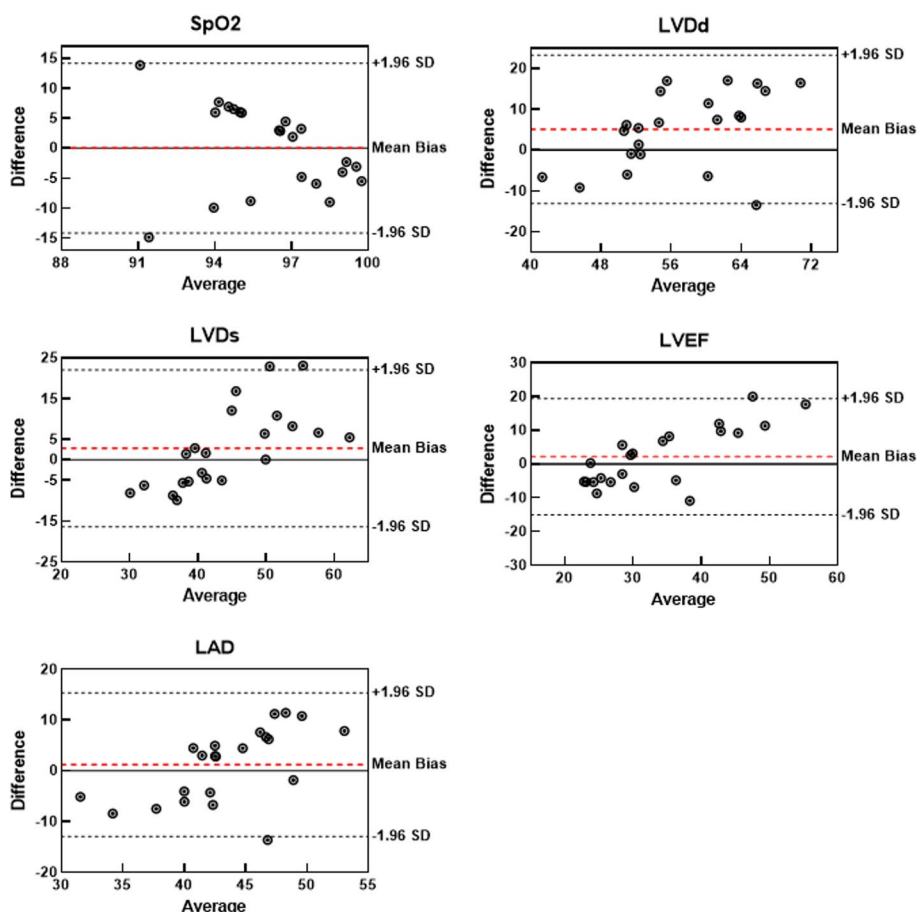 SpO2
15
10
5
0
-5
-10
-15
Difference
+1.96 SD
Mean Bias
-1.96 SD
88 91 94 97 100
Average
LVDd
20
10
0
-10
-20
Difference
+1.96 SD
Mean Bias
-1.96 SD
40 48 56 64 72
Average
LVDs
25
15
5
0
-5
-15
-25
Difference
+1.96 SD
Mean Bias
-1.96 SD
20 30 40 50 60
Average
LVEF
30
20
10
0
-10
-20
-30
Difference
+1.96 SD
Mean Bias
-1.96 SD
20 30 40 50 60
Average
LAD
20
10
0
-10
-20
Difference
+1.96 SD
Mean Bias
-1.96 SD
30 35 40 45 50 55
Average